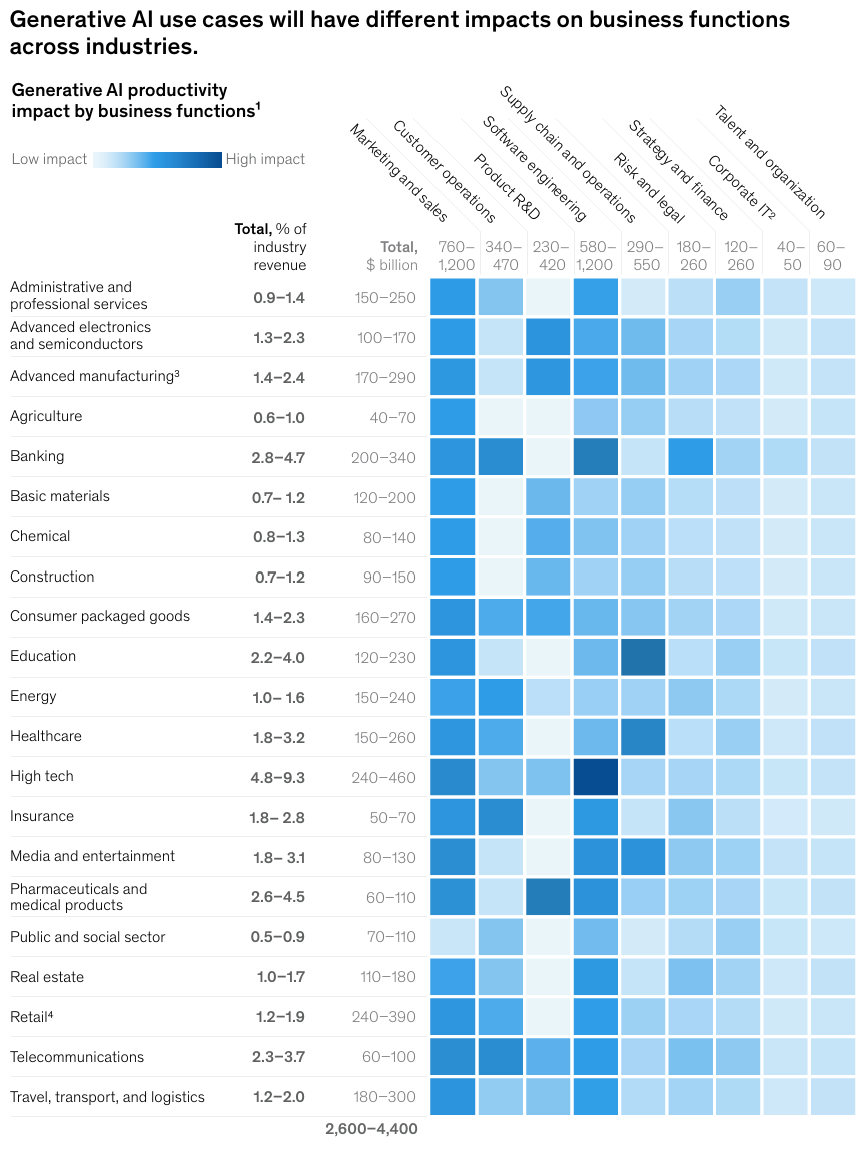 Generative AI use cases will have different impacts on business functions
across industries.
Generative AI productivity
impact by business functions¹
Low impact
High impact
Marketing and sales
Customer operations
Product R&D
Software engineering
Supply chain and operations
Risk and legal
Strategy and finance
Corporate IT²
Talent and organization
Total, % of
industry
revenue
Total,
$ billion
760–
1,200
340–
470
230–
420
580–
1,200
290–
550
180–
260
120–
260
40–
50
60–
90
Administrative and
professional services
0.9–1.4 150–250
Advanced electronics
and semiconductors
1.3–2.3 100–170
Advanced manufacturing³ 1.4–2.4 170–290
Agriculture 0.6–1.0 40–70
Banking 2.8–4.7 200–340
Basic materials 0.7– 1.2 120–200
Chemical 0.8–1.3 80–140
Construction 0.7–1.2 90–150
Consumer packaged goods 1.4–2.3 160–270
Education 2.2–4.0 120–230
Energy 1.0– 1.6 150–240
Healthcare 1.8–3.2 150–260
High tech 4.8–9.3 240–460
Insurance 1.8– 2.8 50–70
Media and entertainment 1.8– 3.1 80–130
Pharmaceuticals and
medical products
2.6–4.5 60–110
Public and social sector 0.5–0.9 70–110
Real estate 1.0–1.7 110–180
Retail⁴ 1.2–1.9 240–390
Telecommunications 2.3–3.7 60–100
Travel, transport, and logistics 1.2–2.0 180–300
2,600–4,400